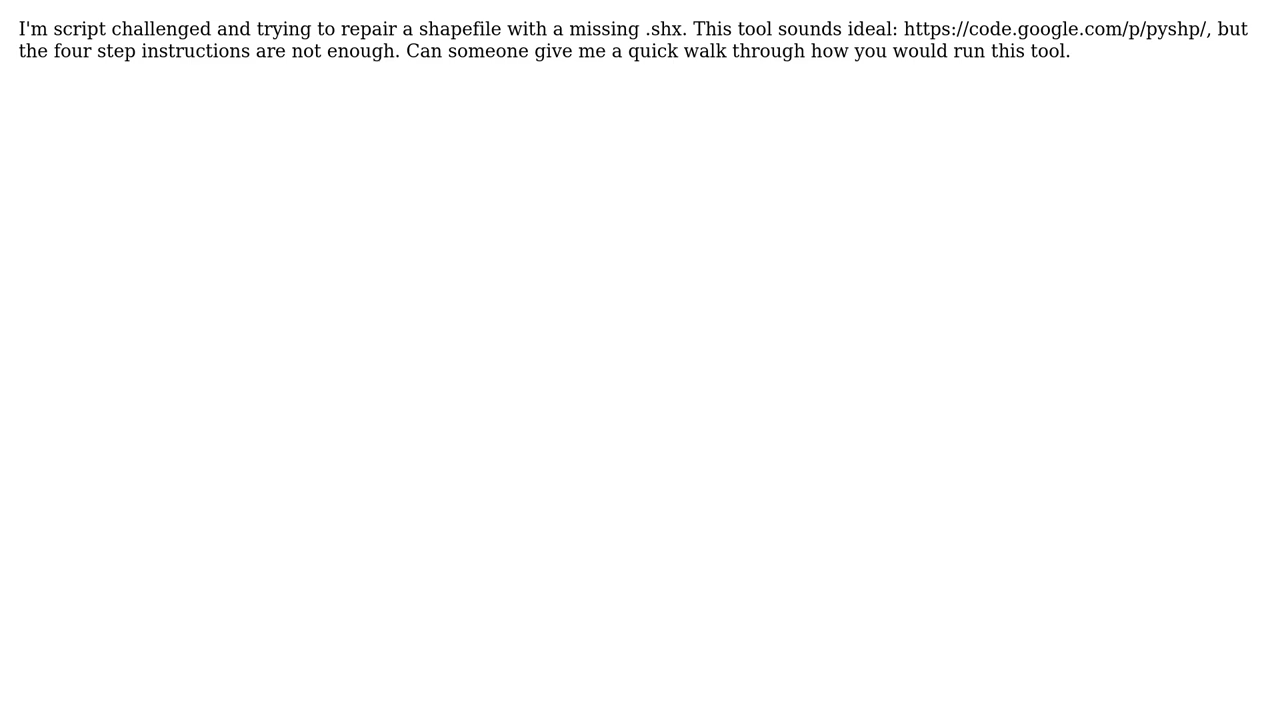 I'm script challenged and trying to repair a shapefile with a missing .shx. This tool sounds ideal: https://code.google.com/p/pyshp/, but
the four step instructions are not enough. Can someone give me a quick walk through how you would run this tool.